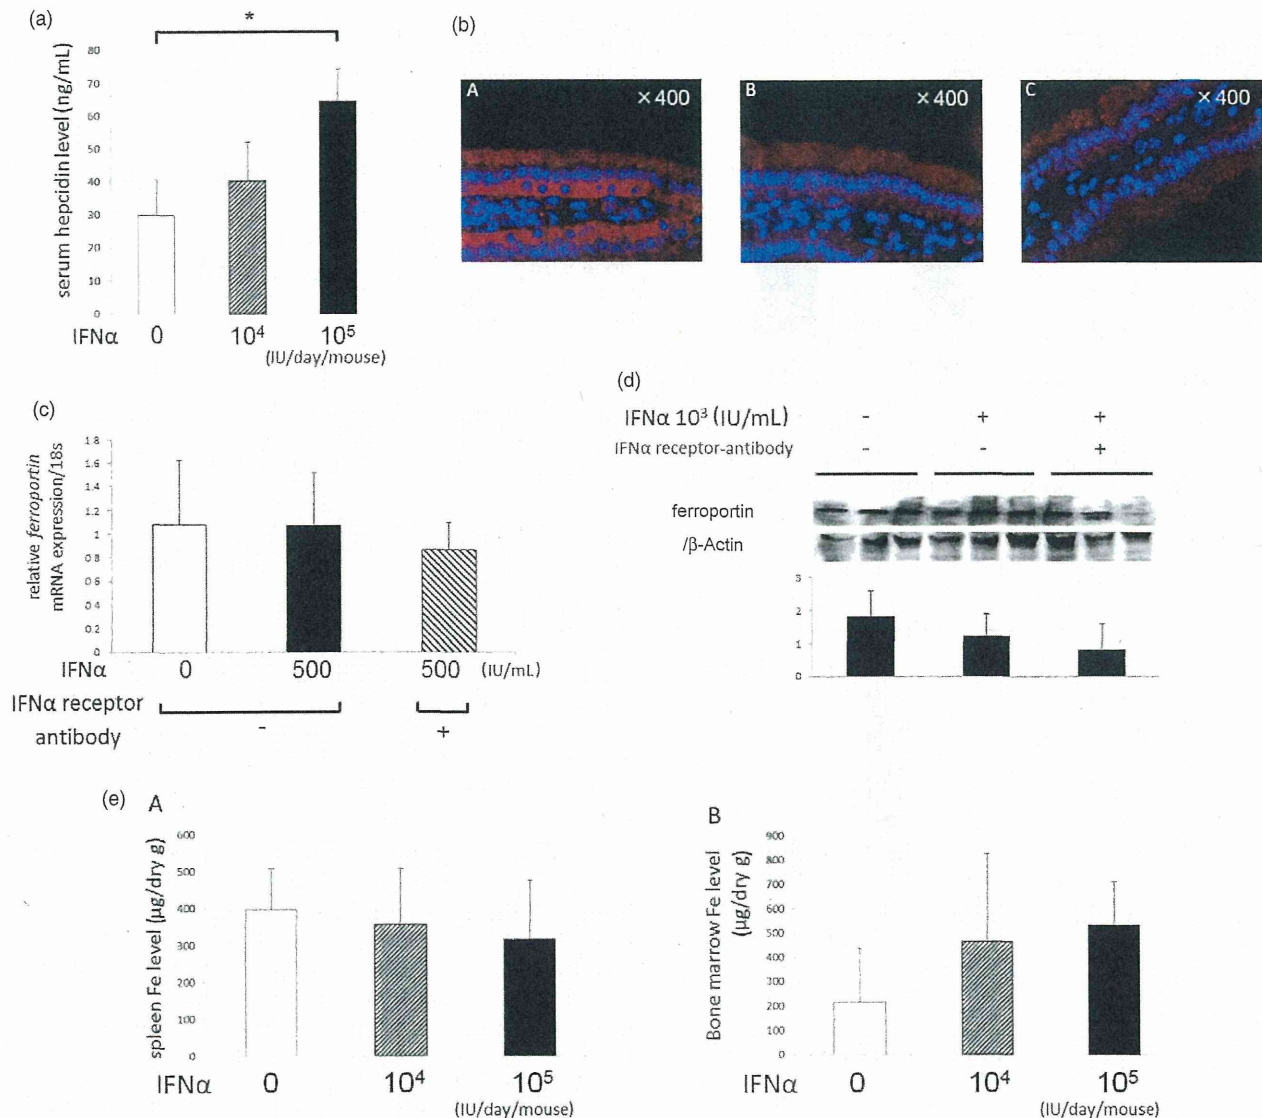 (a)
*
serum hepcidin level (ng/mL)
80
70
60
50
40
30
20
10
0
IFNα 0 10⁴ 10⁵
(IU/day/mouse)
(b)
A ×400
B ×400
C ×400
(c)
relative ferroportin
mRNA expression/18s
1.8
1.6
1.4
1.2
1
0.8
0.6
0.4
0.2
0
IFNα 0 500 500 (IU/mL)
IFNα receptor
antibody - +
(d)
IFNα 10³ (IU/mL) - + +
IFNα receptor-antibody - - +
ferroportin
/β-Actin
3
2
1
0
(e)
A
spleen Fe level (μg/dry g)
600
500
400
300
200
100
0
IFNα 0 10⁴ 10⁵
(IU/day/mouse)
B
Bone marrow Fe level
(μg/dry g)
900
800
700
600
500
400
300
200
100
0
IFNα 0 10⁴ 10⁵
(IU/day/mouse)